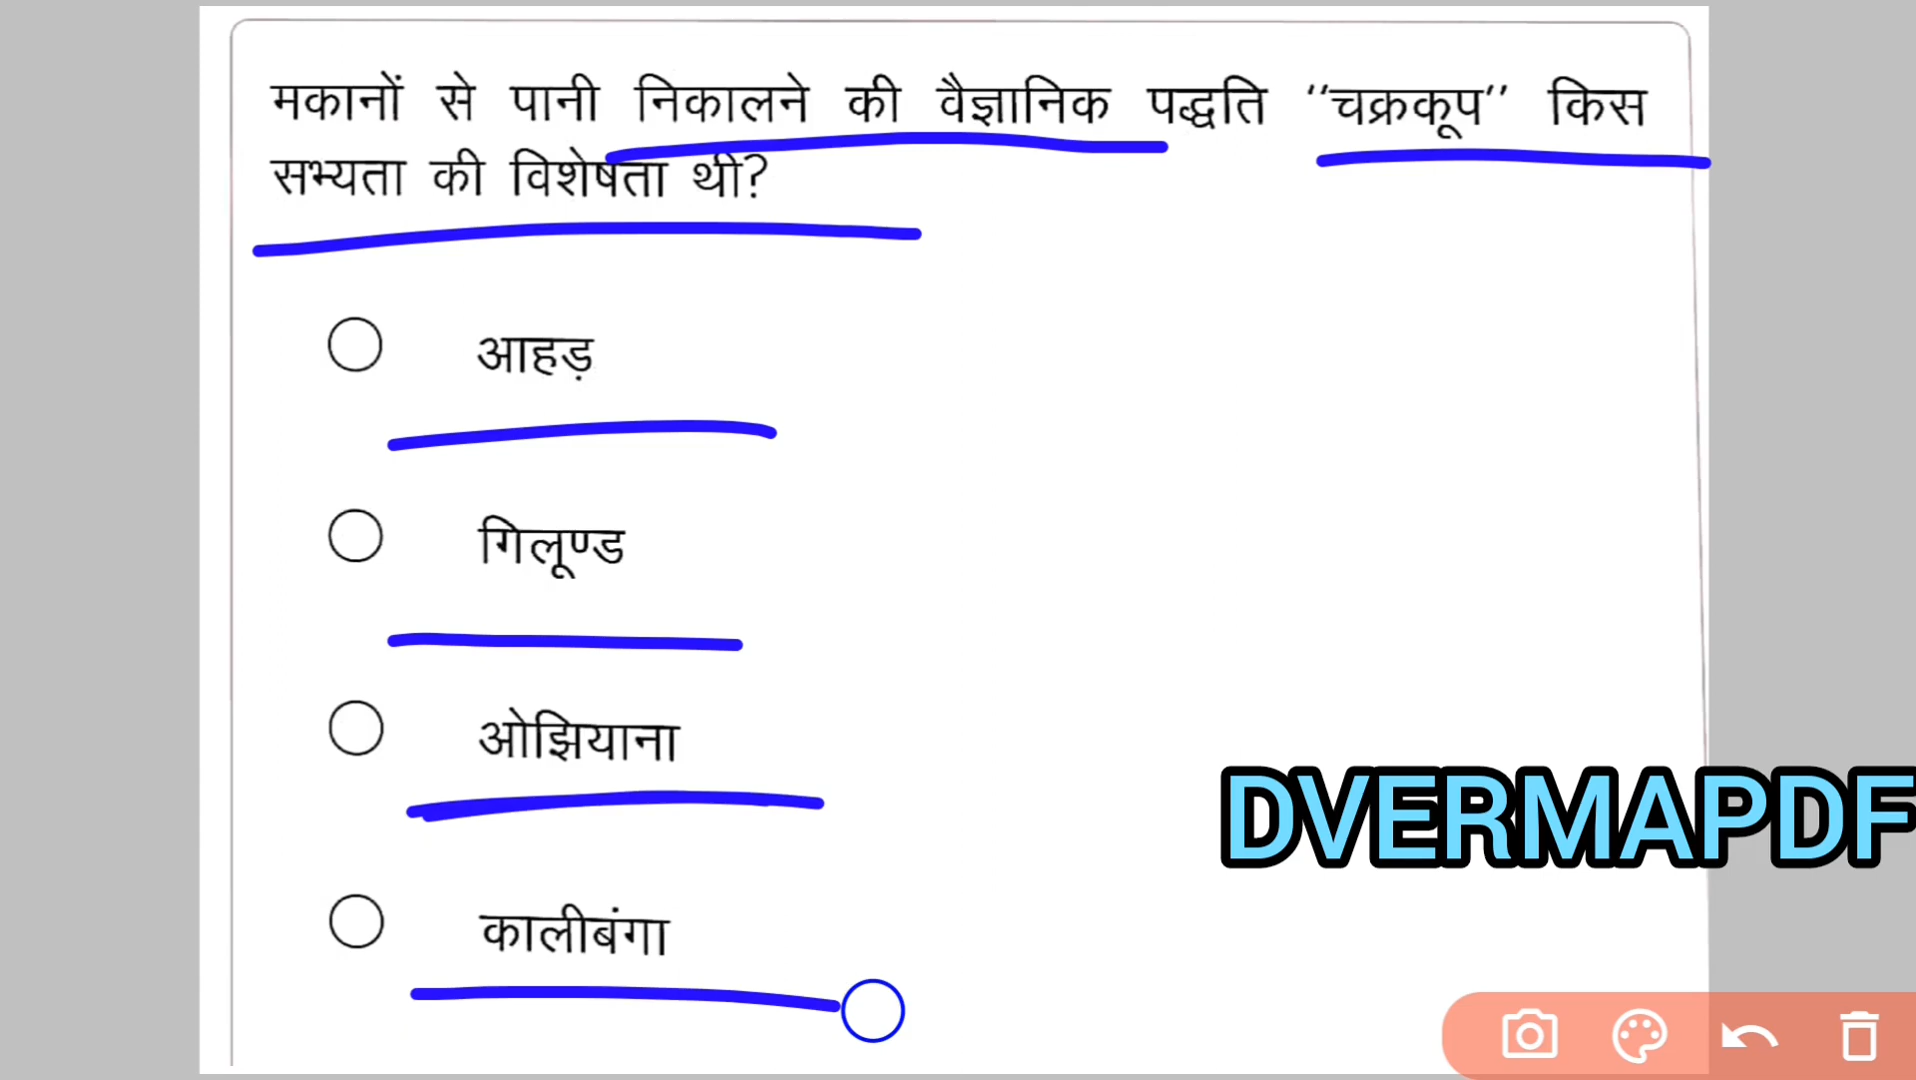 मकानों से पानी निकालने की वैज्ञानिक पद्धति ‘‘चक्रकूप’’ किस
सभ्यता की विशेषता थी?
आहड़
गिलूण्ड
ओझियाना
कालीबंगा
DVERMAPDF